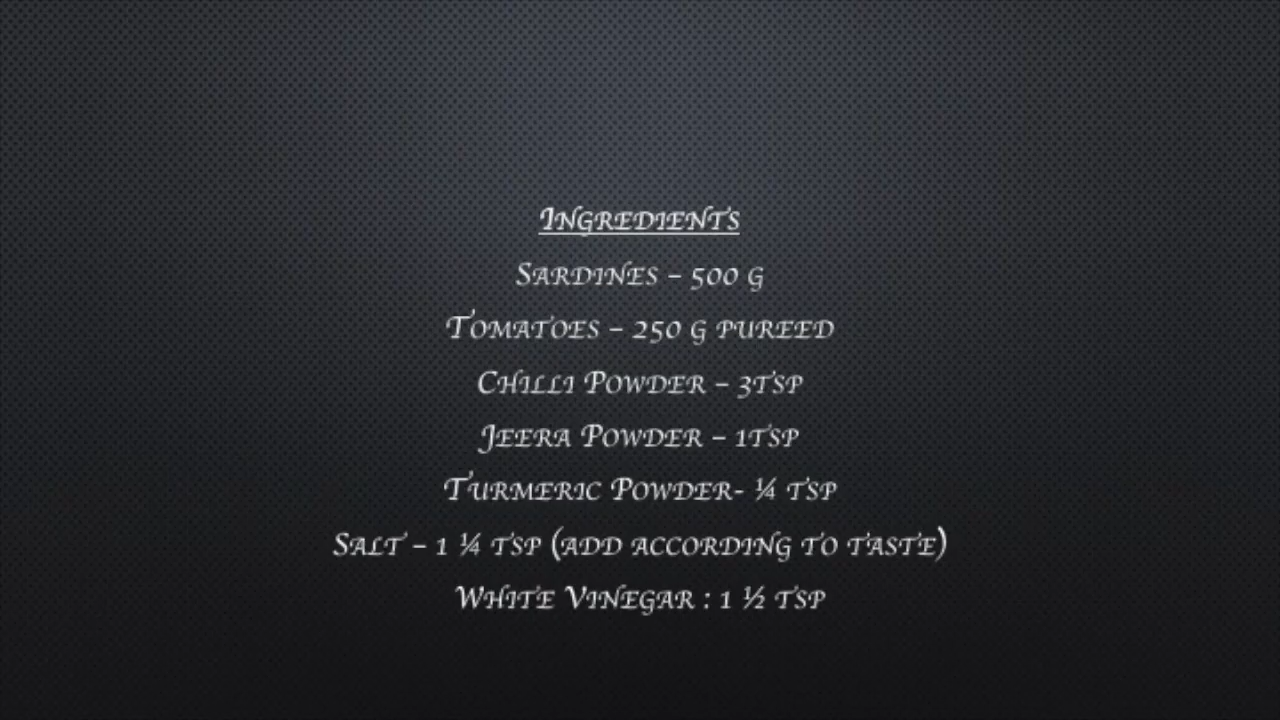 Ingredients
Sardines – 500 g
Tomatoes – 250 g pureed
Chilli Powder – 3tsp
Jeera Powder – 1tsp
Turmeric Powder- ¼ tsp
Salt – 1 ¼ tsp (add according to taste)
White Vinegar : 1 ½ tsp